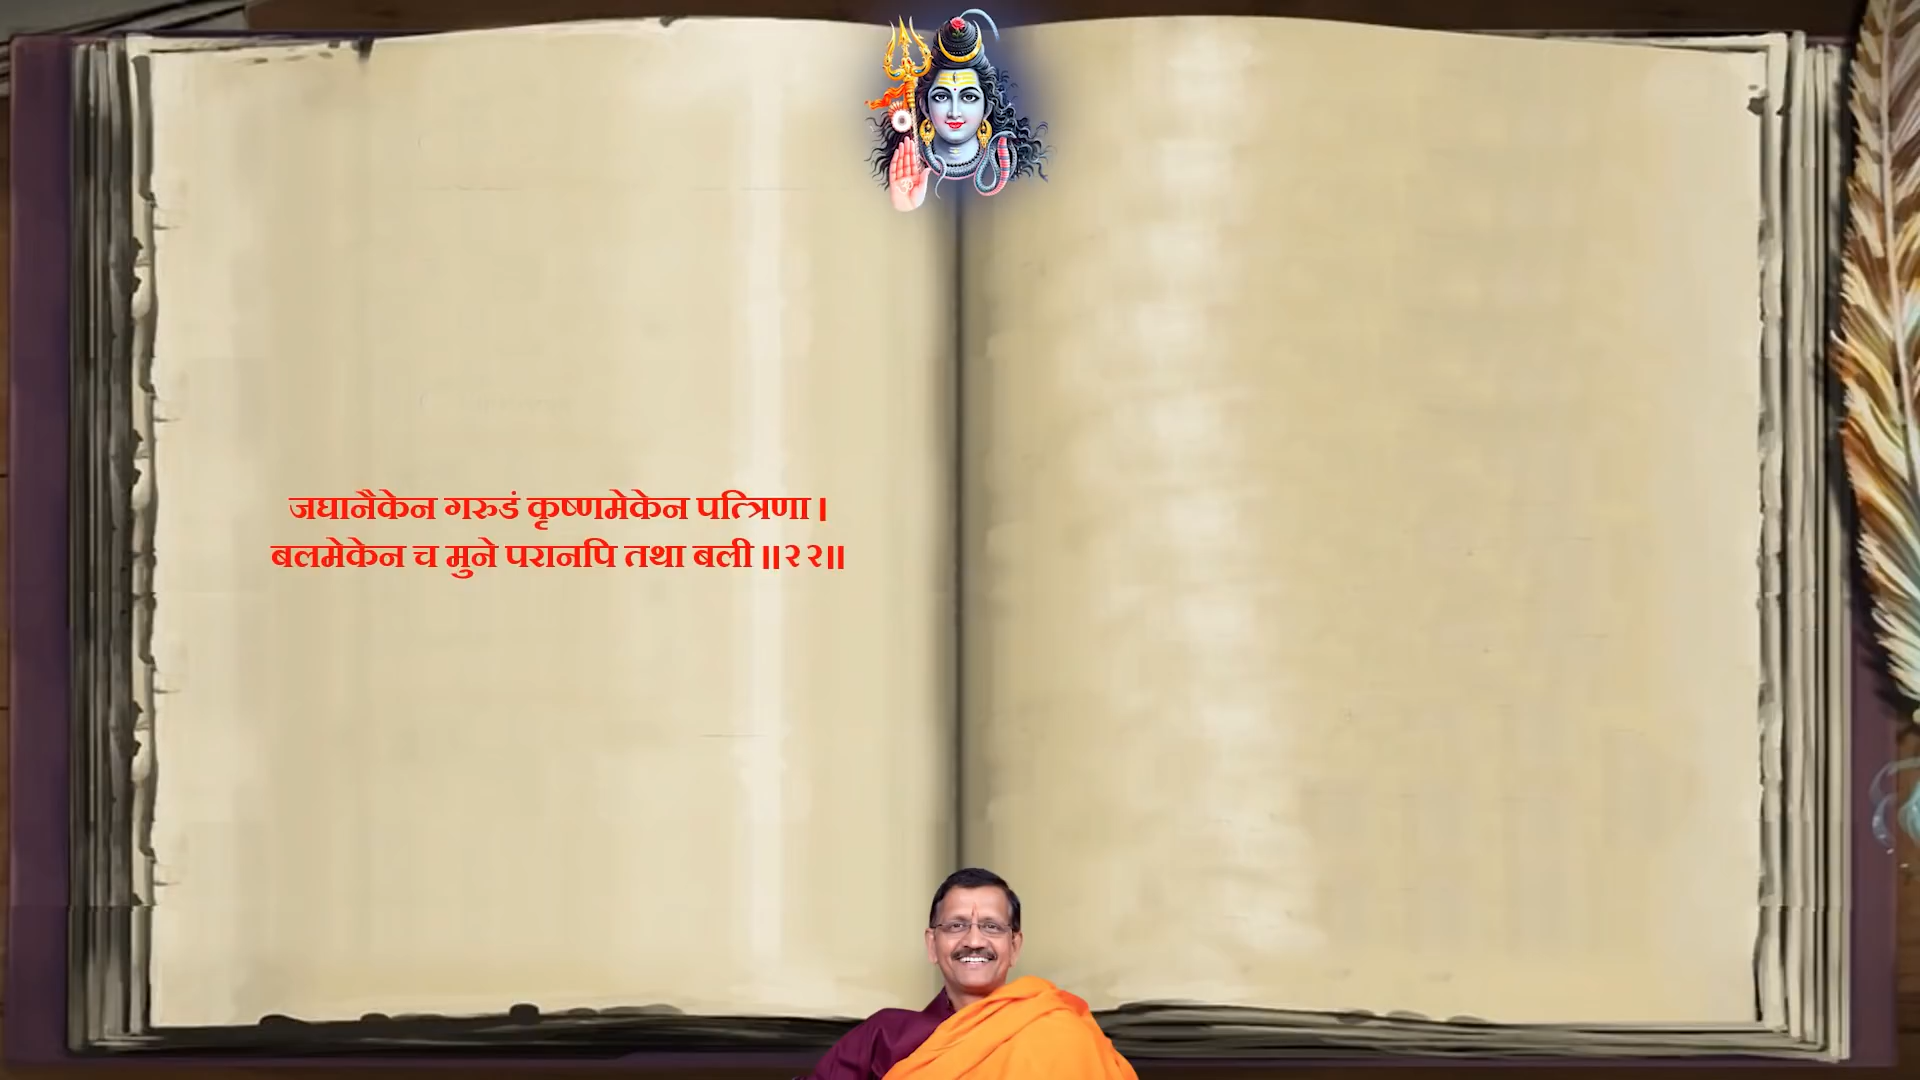 जघानैकेन गरुडं कृष्णमेकेन पत्त्रिणा ।
बलमेकेन च मुने परानपि तथा बली ॥२२॥